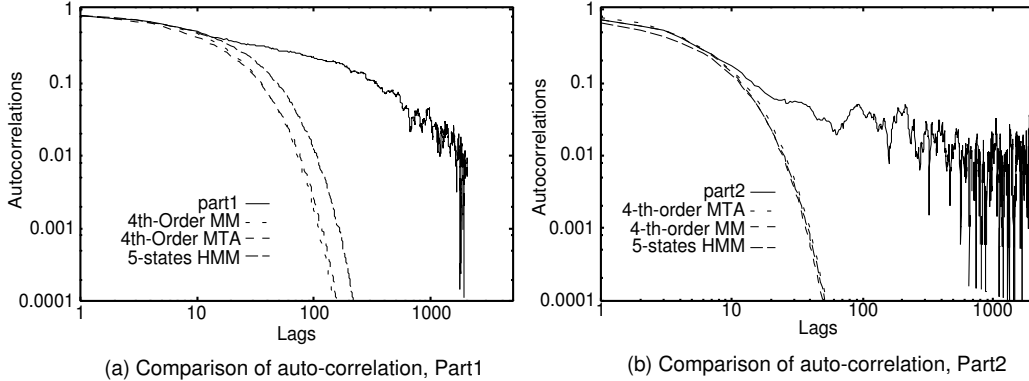 1
0.1
0.01
0.001
0.0001
Autocorrelations
part1
4th-Order MM
4th-Order MTA
5-states HMM
1
10
100
1000
Lags
(a) Comparison of auto-correlation, Part1
1
0.1
0.01
0.001
0.0001
Autocorrelations
part2
4-th-order MTA
4-th-order MM
5-states HMM
1
10
100
1000
Lags
(b) Comparison of auto-correlation, Part2